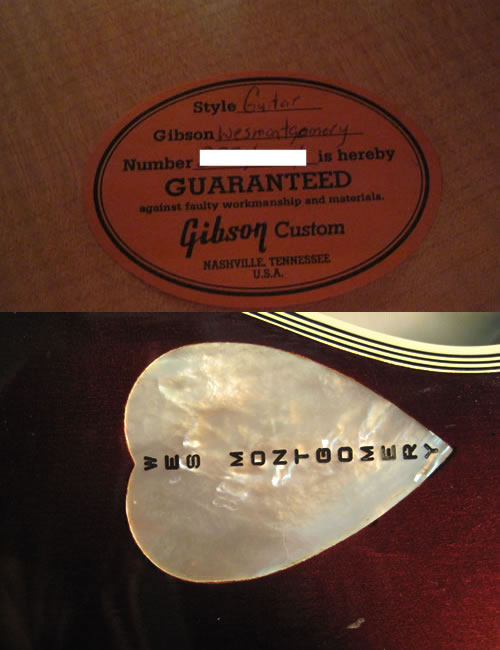 Style Guitar
Gibson Wesmontgomery
Number is hereby
GUARANTEED
against faulty workmanship and materials.
Gibson Custom
NASHVILLE, TENNESSEE
U.S.A.
WES MONTGOMERY